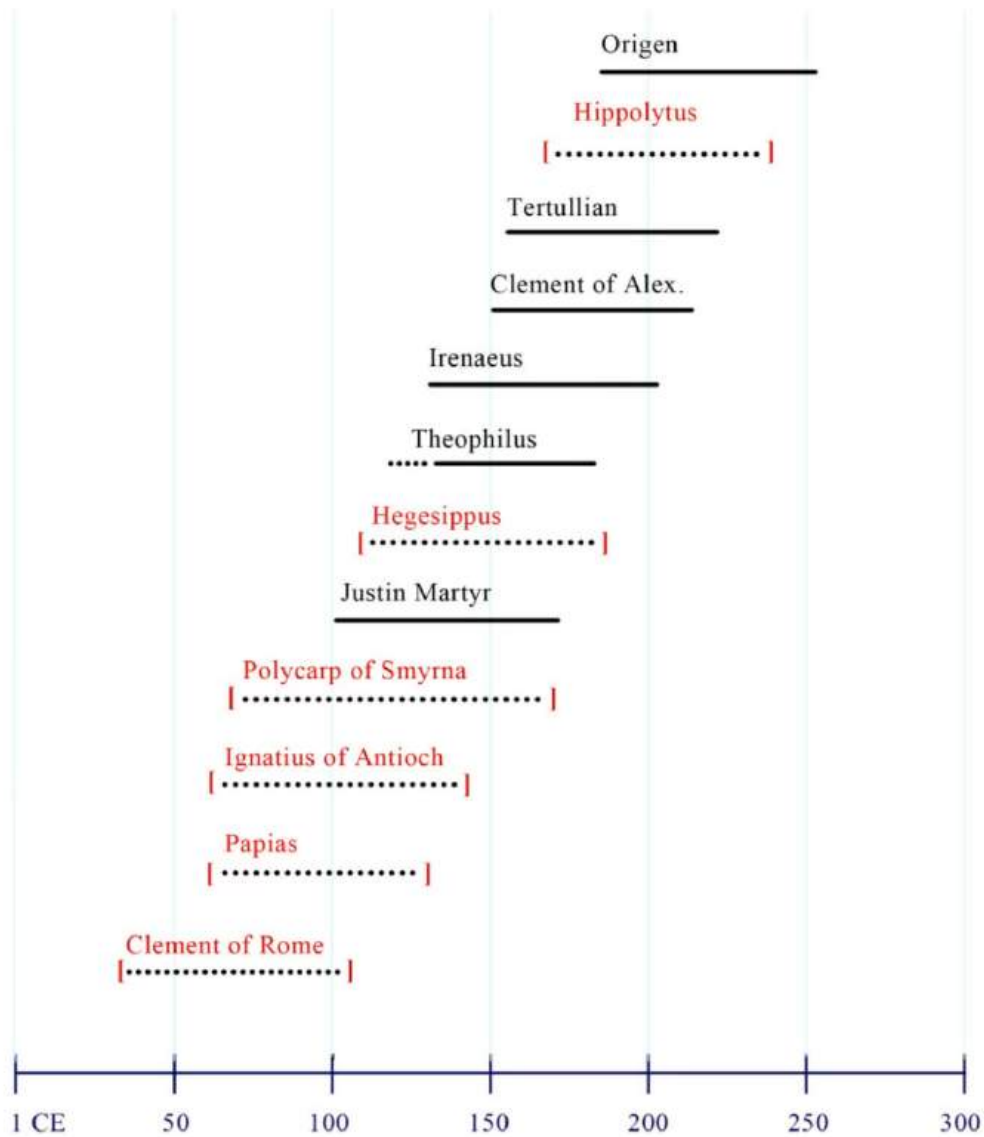 Origen
Hippolytus
Tertullian
Clement of Alex.
Irenaeus
Theophilus
Hegesippus
Justin Martyr
Polycarp of Smyrna
Ignatius of Antioch
Papias
Clement of Rome
1 CE 50 100 150 200 250 300